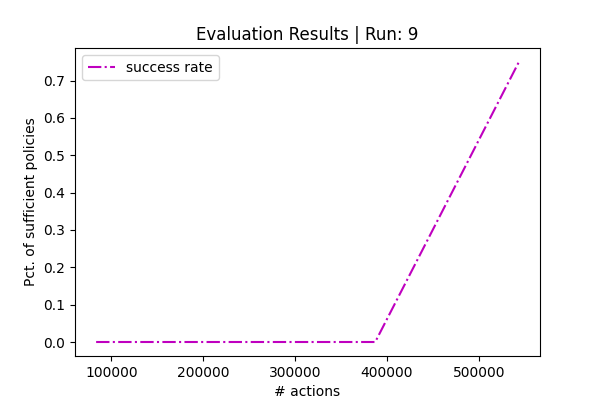 Evaluation Results | Run: 9
success rate
Pct. of sufficient policies
0.7
0.6
0.5
0.4
0.3
0.2
0.1
0.0
100000 200000 300000 400000 500000
# actions